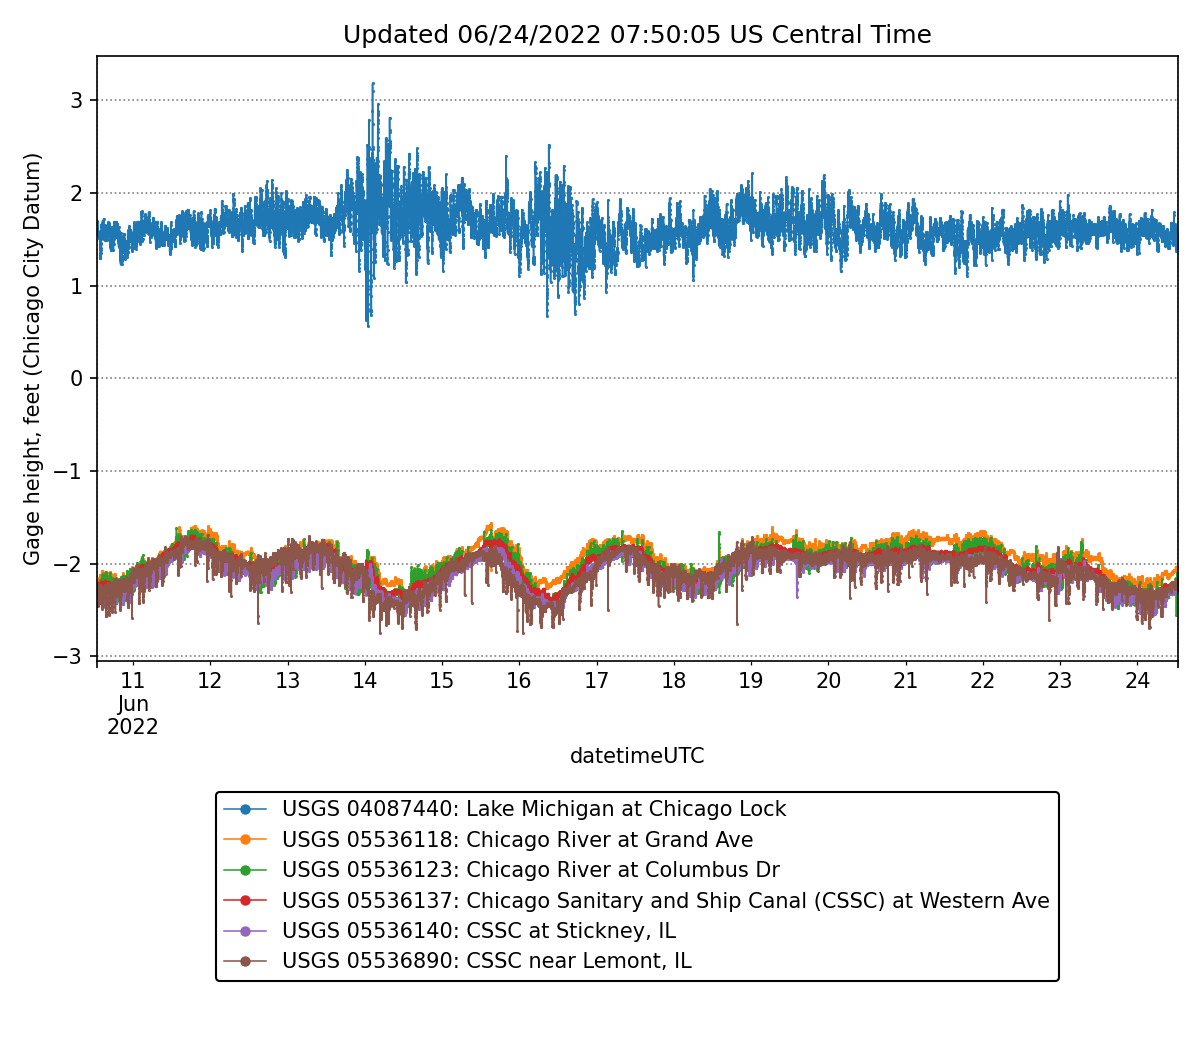 Updated 06/24/2022 07:50:05 US Central Time
Gage height, feet (Chicago City Datum)
3
2
1
0
−1
−2
−3
11 12 13 14 15 16 17 18 19 20 21 22 23 24
Jun
2022
datetimeUTC
USGS 04087440: Lake Michigan at Chicago Lock
USGS 05536118: Chicago River at Grand Ave
USGS 05536123: Chicago River at Columbus Dr
USGS 05536137: Chicago Sanitary and Ship Canal (CSSC) at Western Ave
USGS 05536140: CSSC at Stickney, IL
USGS 05536890: CSSC near Lemont, IL